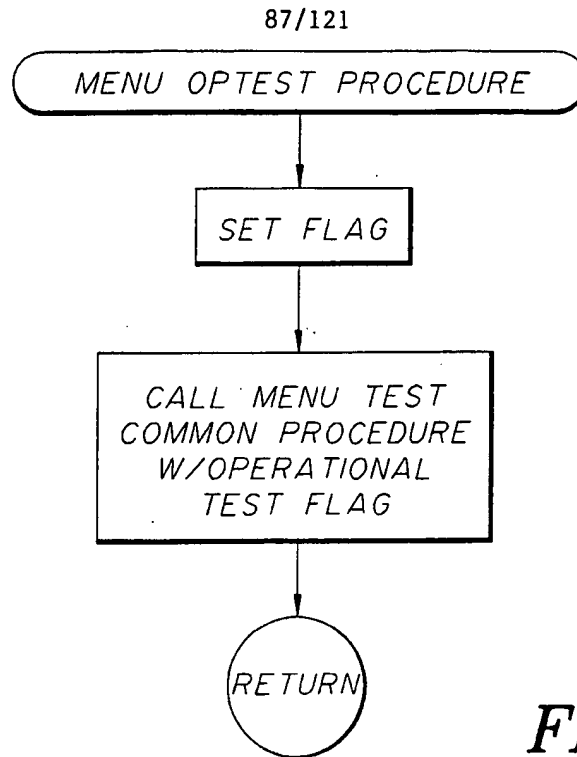 87/121
MENU OPTEST PROCEDURE
SET FLAG
CALL MENU TEST
COMMON PROCEDURE
W/OPERATIONAL
TEST FLAG
RETURN